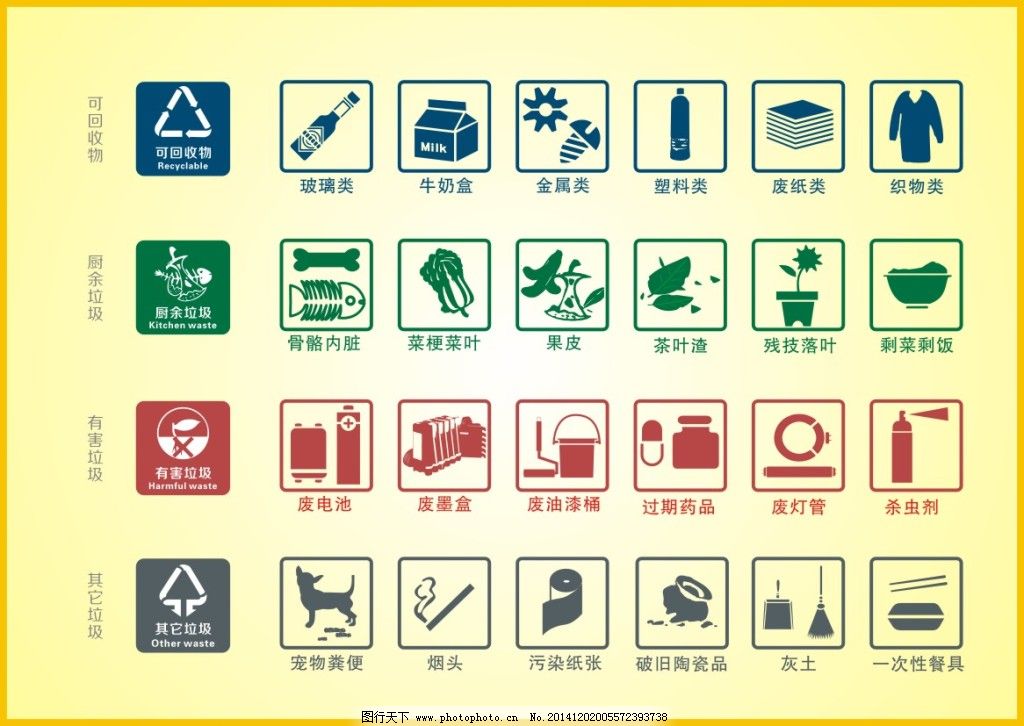 可回收物
可回收物
Recyclable
Milk
玻璃类
牛奶盒
金属类
塑料类
废纸类
织物类
厨余垃圾
厨余垃圾
Kitchen waste
骨骼内脏
菜梗菜叶
果皮
茶叶渣
残技落叶
剩菜剩饭
有害垃圾
有害垃圾
Harmful waste
废电池
废墨盒
废油漆桶
过期药品
废灯管
杀虫剂
其它垃圾
其它垃圾
Other waste
宠物粪便
烟头
污染纸张
破旧陶瓷品
灰土
一次性餐具
图行天下 www.photophoto.cn No.20141202005572393738